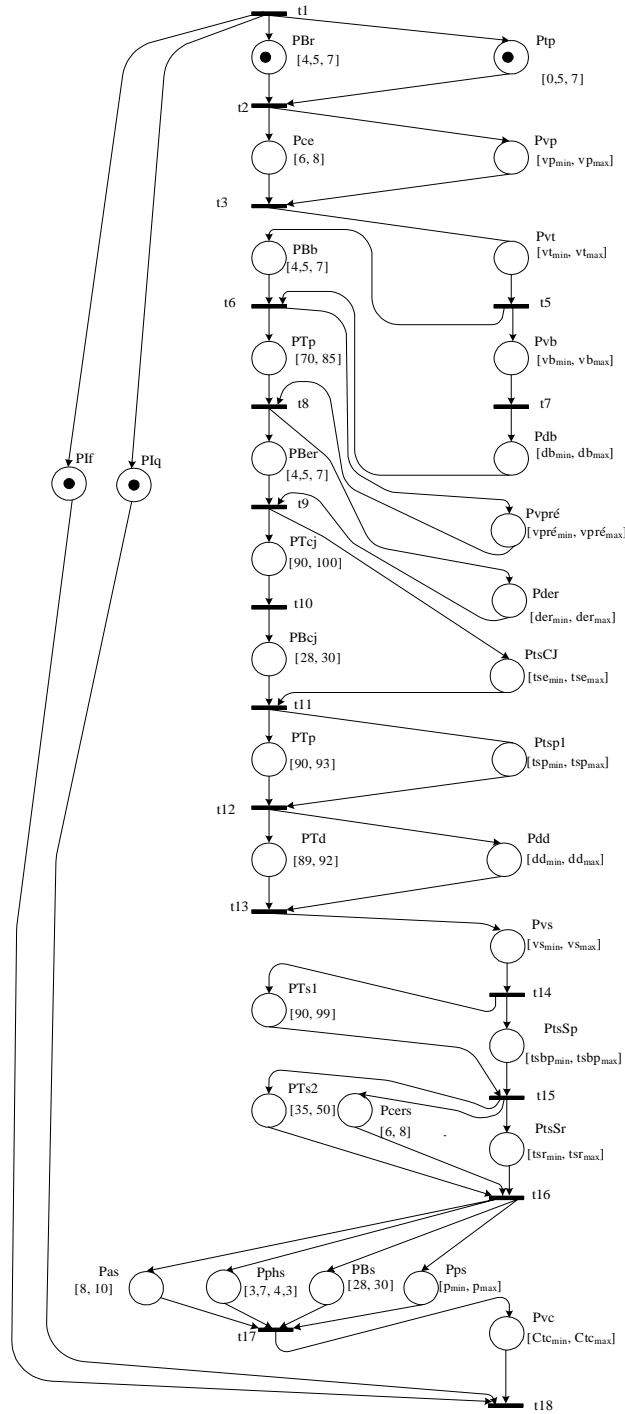 t1
PBr
Ptp
[4,5, 7]
[0,5, 7]
t2
Pce
Pvp
[6, 8]
[vpmin, vpmax]
t3
Pvt
PBb
[vtmin, vtmax]
[4,5, 7]
t6
t5
PTp
Pvb
[70, 85]
[vbmin, vbmax]
t8
t7
PBer
Pdb
PIf
PIq
[4,5, 7]
[dbmin, dbmax]
t9
Pvpré
[vprémin, vprémax]
PTcj
[90, 100]
Pder
t10
[dermin, dermax]
PBcj
PtsCJ
[28, 30]
[tsemin, tsemax]
t11
PTp
Ptsp1
[90, 93]
[tspmin, tspmax]
t12
PTd
Pdd
[89, 92]
[ddmin, ddmax]
t13
Pvs
[vsmin, vsmax]
PTs1
t14
[90, 99]
PtsSp
[tsbpmin, tsbpmax]
PTs2
Pcers
t15
[35, 50]
PtsSr
[6, 8]
[tsrmin, tsrmax]
t16
Pas
Pphs
PBs
Pps
[8, 10]
[3,7, 4,3]
[28, 30]
[pmin, pmax]
Pvc
t17
[Ctcmin, Ctcmax]
t18